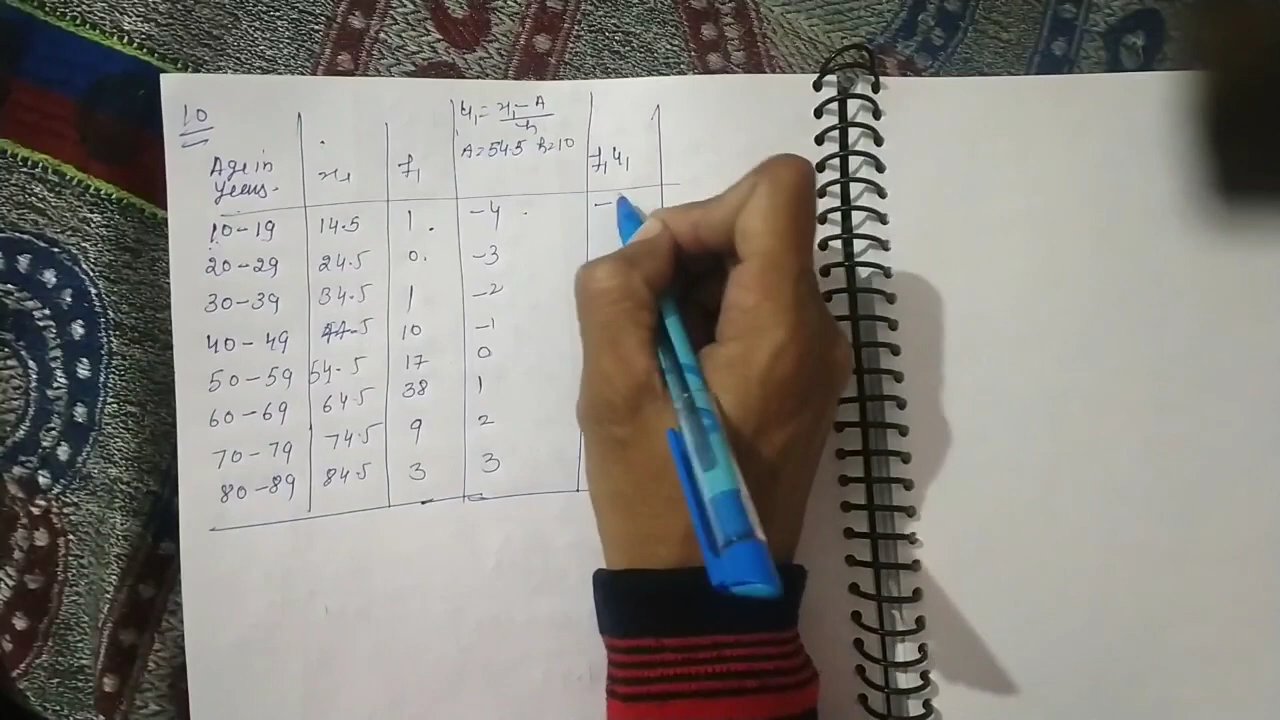 10
Age in years. x₁ f₁ u₁ = x₁-A/h A=54.5 h=10 f₁u₁
10-19 14.5 1. -4 . -
20-29 24.5 0. -3
30-39 34.5 1 -2
40-49 44.5 10 -1
50-59 54.5 17 0
60-69 64.5 38 1
70-79 74.5 9 2
80-89 84.5 3 3